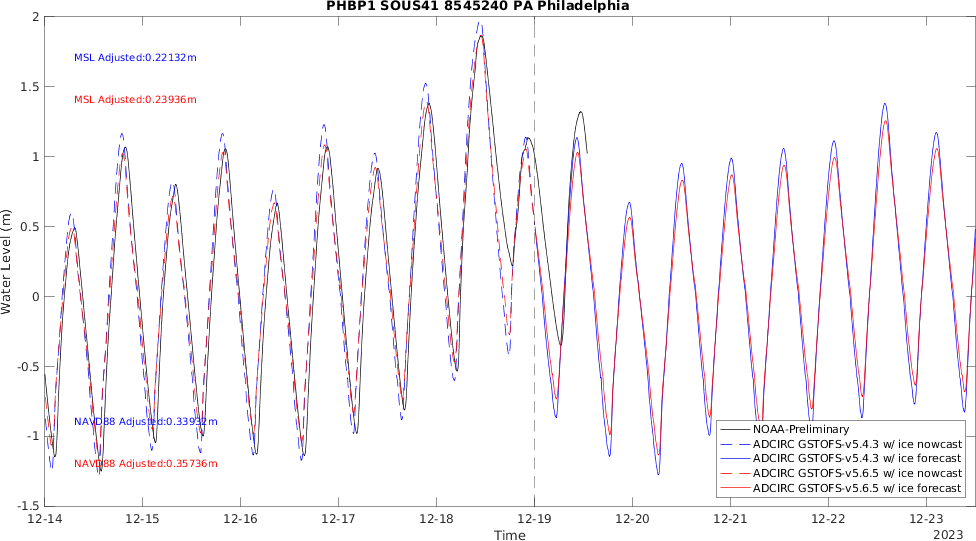 PHBP1 SOUS41 8545240 PA Philadelphia
2
1.5
1
0.5
0
-0.5
-1
-1.5
Water Level (m)
MSL Adjusted:0.22132m
MSL Adjusted:0.23936m
NAVD88 Adjusted:0.33932m
NAVD88 Adjusted:0.35736m
NOAA-Preliminary
ADCIRC GSTOFS-v5.4.3 w/ ice nowcast
ADCIRC GSTOFS-v5.4.3 w/ ice forecast
ADCIRC GSTOFS-v5.6.5 w/ ice nowcast
ADCIRC GSTOFS-v5.6.5 w/ ice forecast
12-14 12-15 12-16 12-17 12-18 12-19 12-20 12-21 12-22 12-23
Time
2023